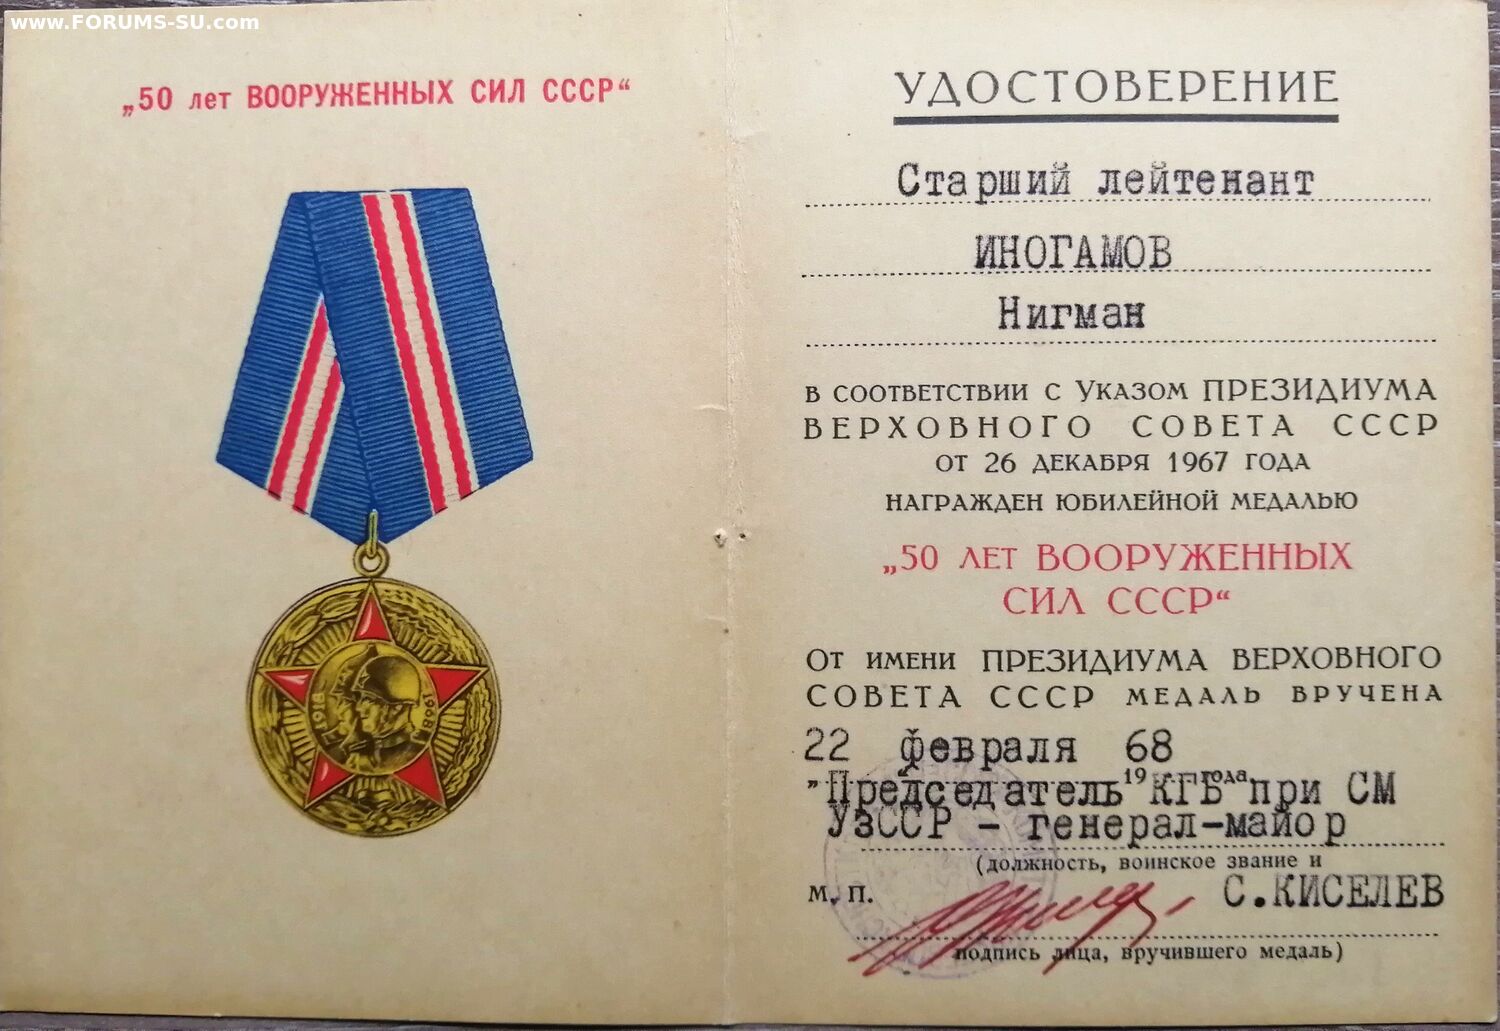 www.FORUMS-SU.com
„50 лет ВООРУЖЕННЫХ СИЛ СССР“
1918 1968
УДОСТОВЕРЕНИЕ
Старший лейтенант
ИНОГАМОВ
Нигман
В СООТВЕТСТВИИ С УКАЗОМ ПРЕЗИДИУМА
ВЕРХОВНОГО СОВЕТА СССР
ОТ 26 ДЕКАБРЯ 1967 ГОДА
НАГРАЖДЕН ЮБИЛЕЙНОЙ МЕДАЛЬЮ
„50 ЛЕТ ВООРУЖЕННЫХ
СИЛ СССР“
ОТ ИМЕНИ ПРЕЗИДИУМА ВЕРХОВНОГО
СОВЕТА СССР МЕДАЛЬ ВРУЧЕНА
22 февраля 68
19 года
Председатель КГБ при СМ
УзССР - генерал-майор
(должность, воинское звание и
М. П. С.КИСЕЛЕВ
подпись лица, вручившего медаль)